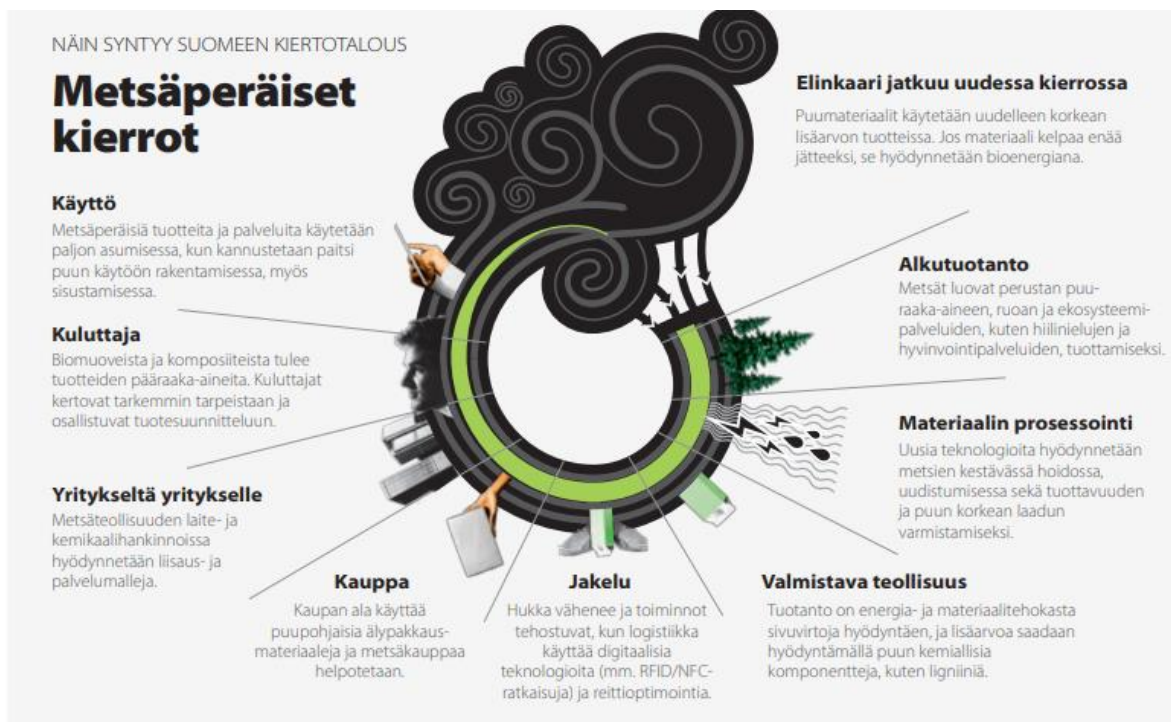 NÄIN SYNTYY SUOMEEN KIERTOTALOUS
Metsäperäiset
kierrot
Käyttö
Metsäperäisiä tuotteita ja palveluita käytetään
paljon asumisessa, kun kannustetaan paitsi
puun käytöön rakentamisessa, myös
sisustamisessa.
Kuluttaja
Biomuoveista ja komposiiteista tulee
tuotteiden pääraaka-aineita. Kuluttajat
kertovat tarkemmin tarpeistaan ja
osallistuvat tuotesuunnitteluun.
Yritykseltä yritykselle
Metsäteollisuuden laite- ja
kemikaalihankinnoissa
hyödynnetään liisaus- ja
palvelumalleja.
Kauppa
Kaupan ala käyttää
puupohjaisia älypakkaus-
materiaaleja ja metsäkauppaa
helpotetaan.
Jakelu
Hukka vähenee ja toiminnot
tehostuvat, kun logistiikka
käyttää digitaalisia
teknologioita (mm. RFID/NFC-
ratkaisuja) ja reittioptimointia.
Valmistava teollisuus
Tuotanto on energia- ja materiaalitehokasta
sivuvirtoja hyödyntäen, ja lisäarvoa saadaan
hyödyntämällä puun kemiallisia
komponentteja, kuten ligniiniä.
Materiaalin prosessointi
Uusia teknologioita hyödynnetään
metsien kestävässä hoidossa,
uudistumisessa sekä tuottavuuden
ja puun korkean laadun
varmistamiseksi.
Alkutuotanto
Metsät luovat perustan puu-
raaka-aineen, ruoan ja ekosysteemi-
palveluiden, kuten hiilinielujen ja
hyvinvointipalveluiden, tuottamiseksi.
Elinkaari jatkuu uudessa kierrossa
Puumateriaalit käytetään uudelleen korkean
lisäarvon tuotteissa. Jos materiaali kelpaa enää
jätteeksi, se hyödynnetään bioenergiana.